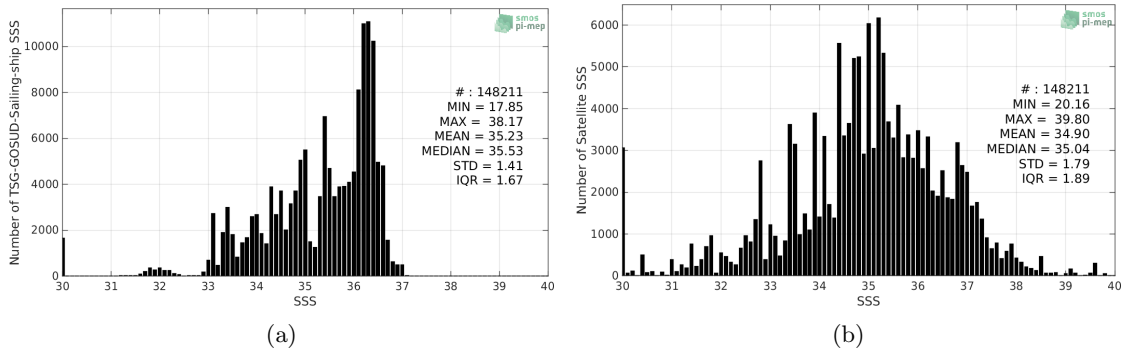 smos
pi-mep
Number of TSG-GOSUD-Sailing-ship SSS
10000
8000
6000
4000
2000
0
# : 148211
MIN = 17.85
MAX = 38.17
MEAN = 35.23
MEDIAN = 35.53
STD = 1.41
IQR = 1.67
30 31 32 33 34 35 36 37 38 39 40
SSS
(a)
smos
pi-mep
Number of Satellite SSS
6000
5000
4000
3000
2000
1000
0
# : 148211
MIN = 20.16
MAX = 39.80
MEAN = 34.90
MEDIAN = 35.04
STD = 1.79
IQR = 1.89
30 31 32 33 34 35 36 37 38 39 40
SSS
(b)